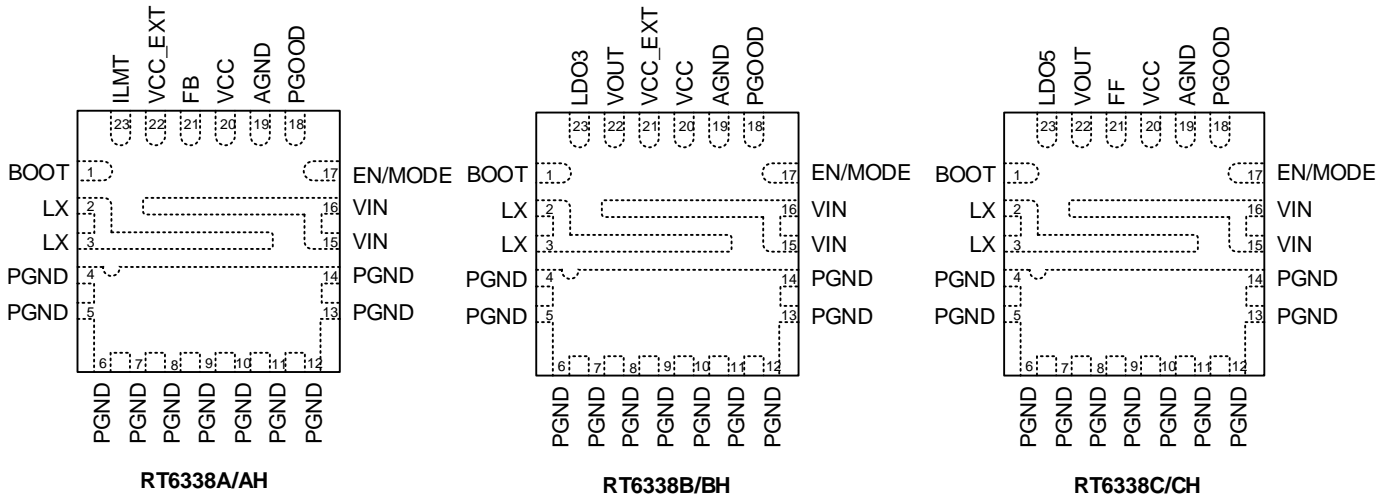 ILMT VCC_EXT FB VCC AGND PGOOD
23 22 21 20 19 18
BOOT 1 17 EN/MODE
LX 2 16 VIN
LX 3 15 VIN
PGND 4 14 PGND
PGND 5 13 PGND
6 7 8 9 10 11 12
PGND PGND PGND PGND PGND PGND PGND
RT6338A/AH
LDO3 VOUT VCC_EXT VCC AGND PGOOD
23 22 21 20 19 18
BOOT 1 17 EN/MODE
LX 2 16 VIN
LX 3 15 VIN
PGND 4 14 PGND
PGND 5 13 PGND
6 7 8 9 10 11 12
PGND PGND PGND PGND PGND PGND PGND
RT6338B/BH
LDO5 VOUT FF VCC AGND PGOOD
23 22 21 20 19 18
BOOT 1 17 EN/MODE
LX 2 16 VIN
LX 3 15 VIN
PGND 4 14 PGND
PGND 5 13 PGND
6 7 8 9 10 11 12
PGND PGND PGND PGND PGND PGND PGND
RT6338C/CH